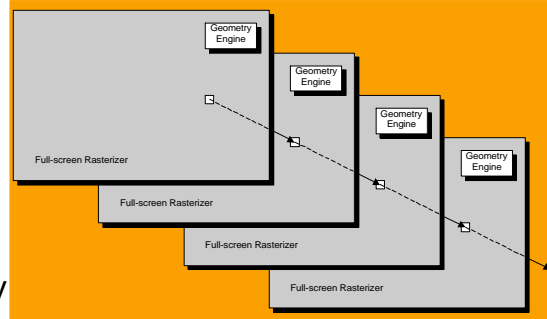 Geometry
Engine
Full-screen Rasterizer
Geometry
Engine
Full-screen Rasterizer
Geometry
Engine
Full-screen Rasterizer
Geometry
Engine
Full-screen Rasterizer
y